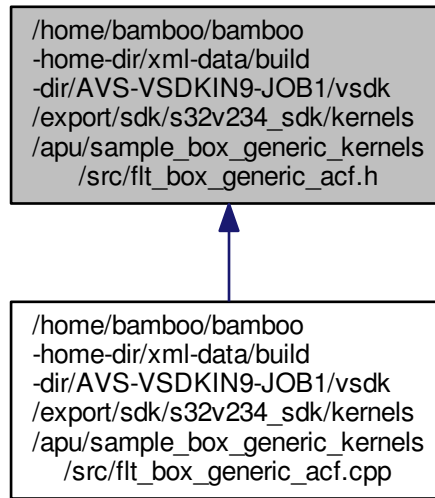 /home/bamboo/bamboo
-home-dir/xml-data/build
-dir/AVS-VSDKIN9-JOB1/vsdk
/export/sdk/s32v234_sdk/kernels
/apu/sample_box_generic_kernels
/src/flt_box_generic_acf.h
/home/bamboo/bamboo
-home-dir/xml-data/build
-dir/AVS-VSDKIN9-JOB1/vsdk
/export/sdk/s32v234_sdk/kernels
/apu/sample_box_generic_kernels
/src/flt_box_generic_acf.cpp